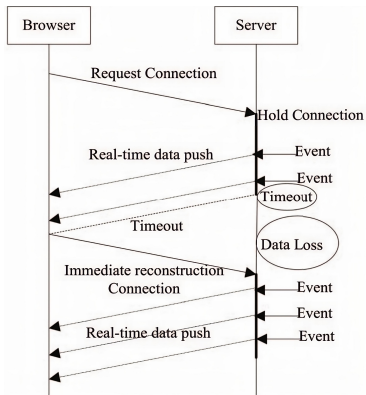 Browser
Server
Request Connection
Hold Connection
Real-time data push
Event
Event
Timeout
Timeout
Data Loss
Immediate reconstruction
Connection
Event
Event
Real-time data push
Event